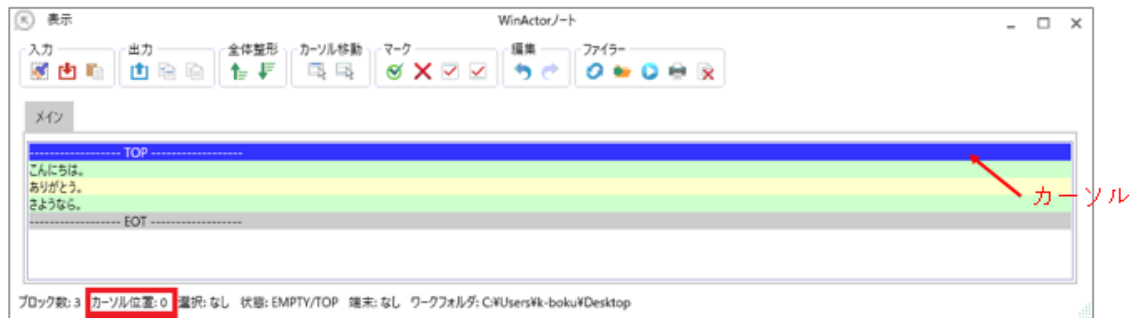 表示 WinActorノート
入力 出力 全体整形 カーソル移動 マーク 編集 ファイラー
メイン
------------------ TOP ------------------
こんにちは。
ありがとう。
さようなら。
------------------ EOT ------------------
カーソル
ブロック数: 3 カーソル位置: 0 選択: なし 状態: EMPTY/TOP 端末: なし ワークフォルダ: C:¥Users¥k-boku¥Desktop